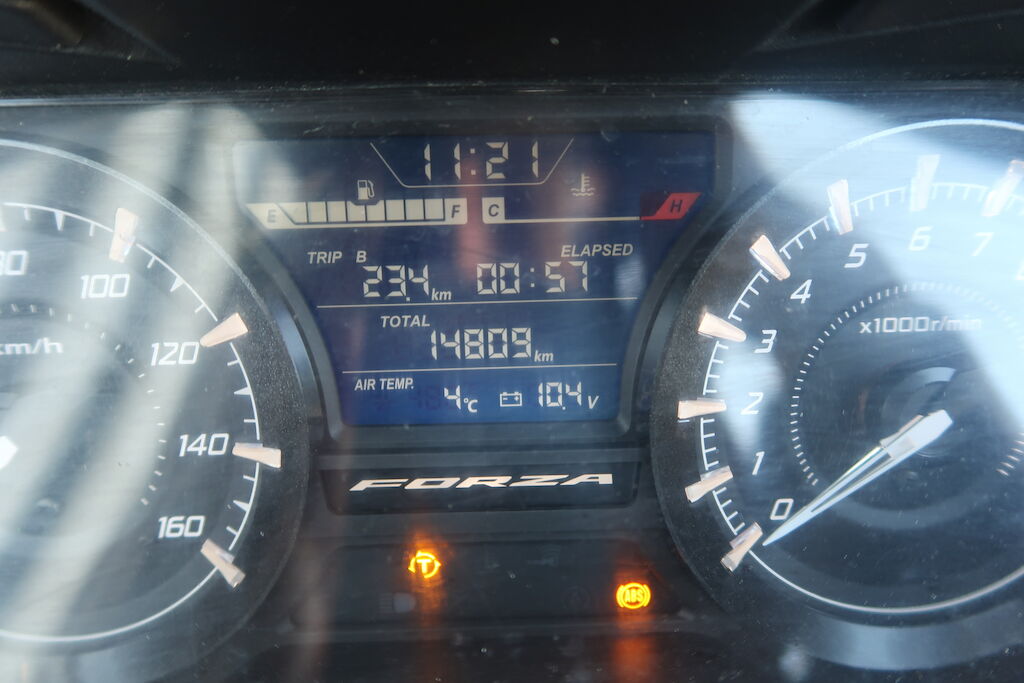 11:21
E F C H
TRIP B ELAPSED
23.4 km 00:57
TOTAL
14809 km
AIR TEMP.
4°C 10.4 V
FORZA
T
ABS
80
100
120
140
160
km/h
0
1
2
3
4
5
6
7
x1000r/min